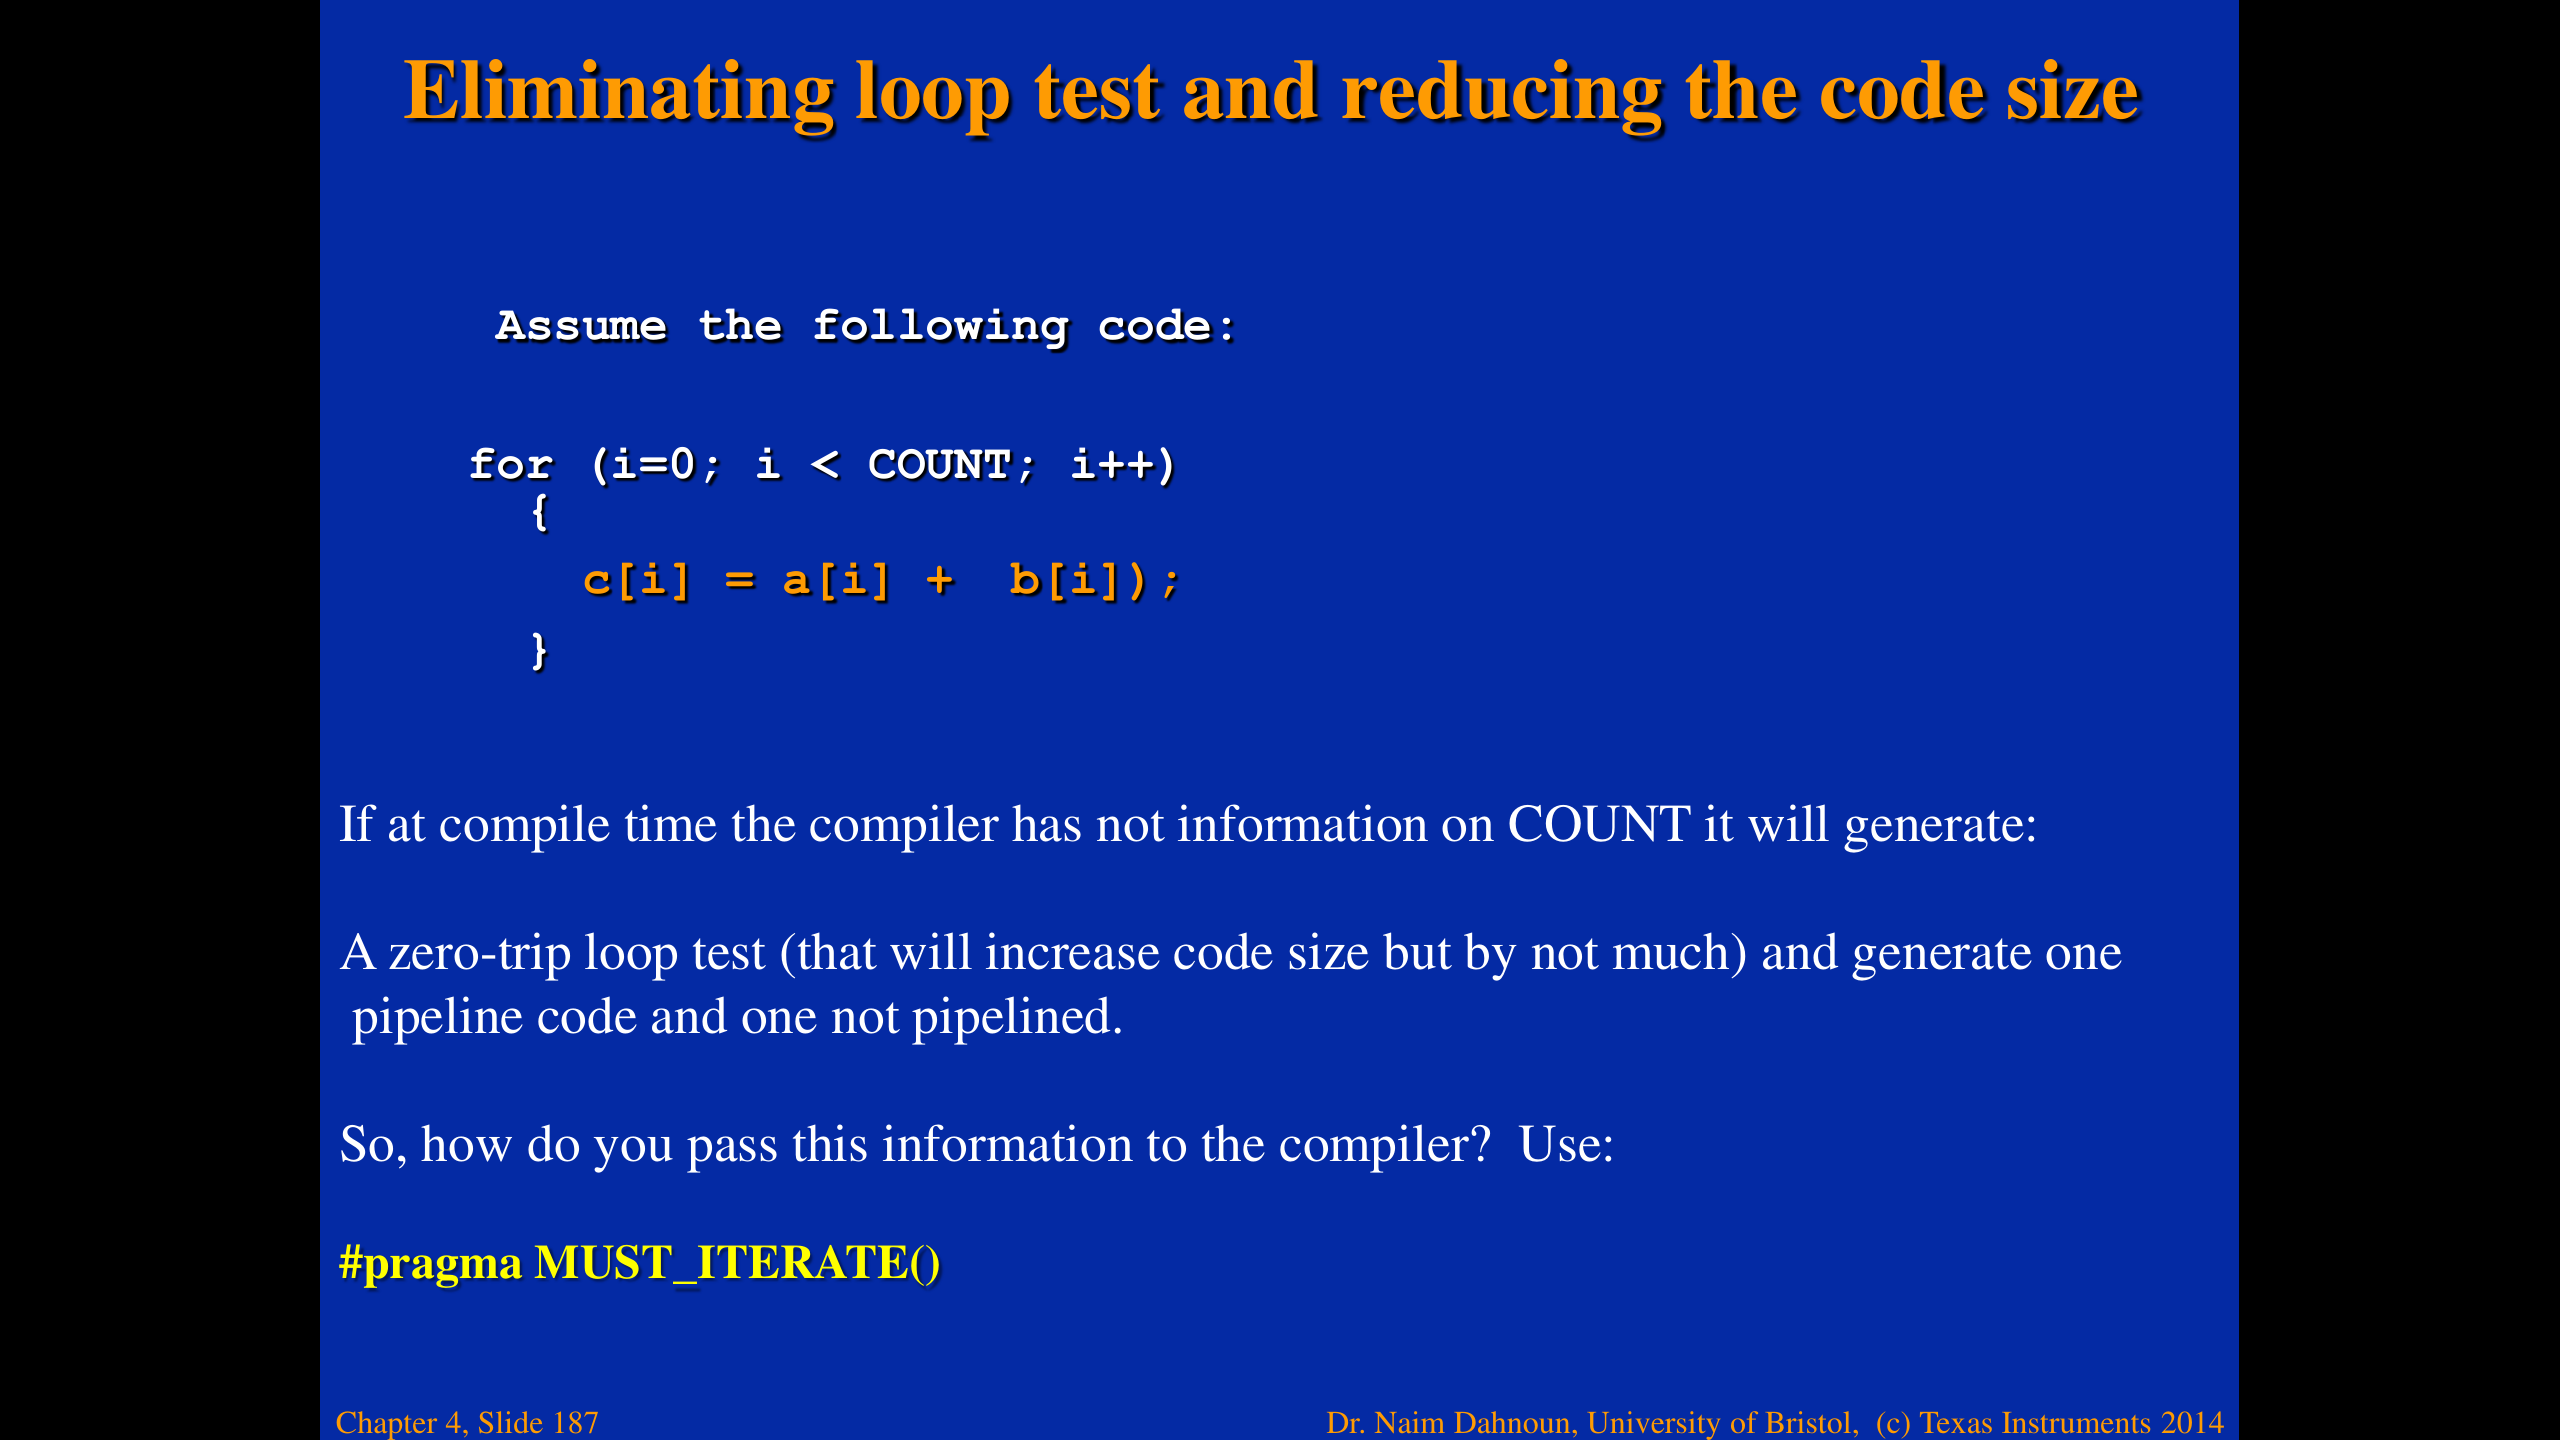 Eliminating loop test and reducing the code size
Assume the following code:
for (i=0; i < COUNT; i++)
{
c[i] = a[i] +  b[i]);
}
If at compile time the compiler has not information on COUNT it will generate:
A zero-trip loop test (that will increase code size but by not much) and generate one
pipeline code and one not pipelined.
So, how do you pass this information to the compiler?  Use:
#pragma MUST_ITERATE()
Chapter 4, Slide 187
Dr. Naim Dahnoun, University of Bristol,  (c) Texas Instruments 2014